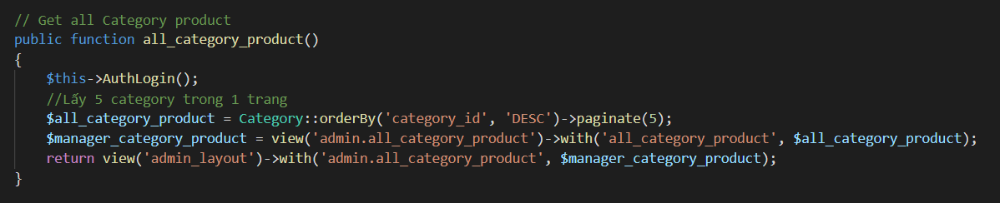 // Get all Category product
public function all_category_product()
{
$this->AuthLogin();
//Lấy 5 category trong 1 trang
$all_category_product = Category::orderBy('category_id', 'DESC')->paginate(5);
$manager_category_product = view('admin.all_category_product')->with('all_category_product', $all_category_product);
return view('admin_layout')->with('admin.all_category_product', $manager_category_product);
}